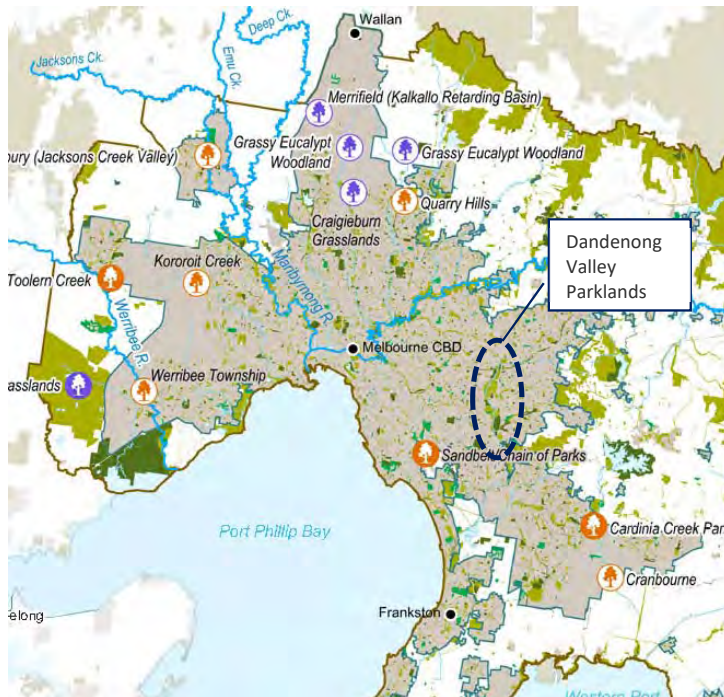 Wallan
Deep Ck.
Jacksons Ck.
Emu Ck.
Merrifield (Kalkallo Retarding Basin)
Grassy Eucalypt
Woodland
Grassy Eucalypt Woodland
bury (Jacksons Creek Valley)
Quarry Hills
Craigieburn
Grasslands
Dandenong
Valley
Parklands
Kororoit Creek
Maribyrnong R.
Toolern Creek
Werribee R.
Melbourne CBD
Werribee Township
asslands
Sandbelt/Chain of Parks
Port Phillip Bay
Cardinia Creek Par
Cranbourne
Frankston
elong
Western Port